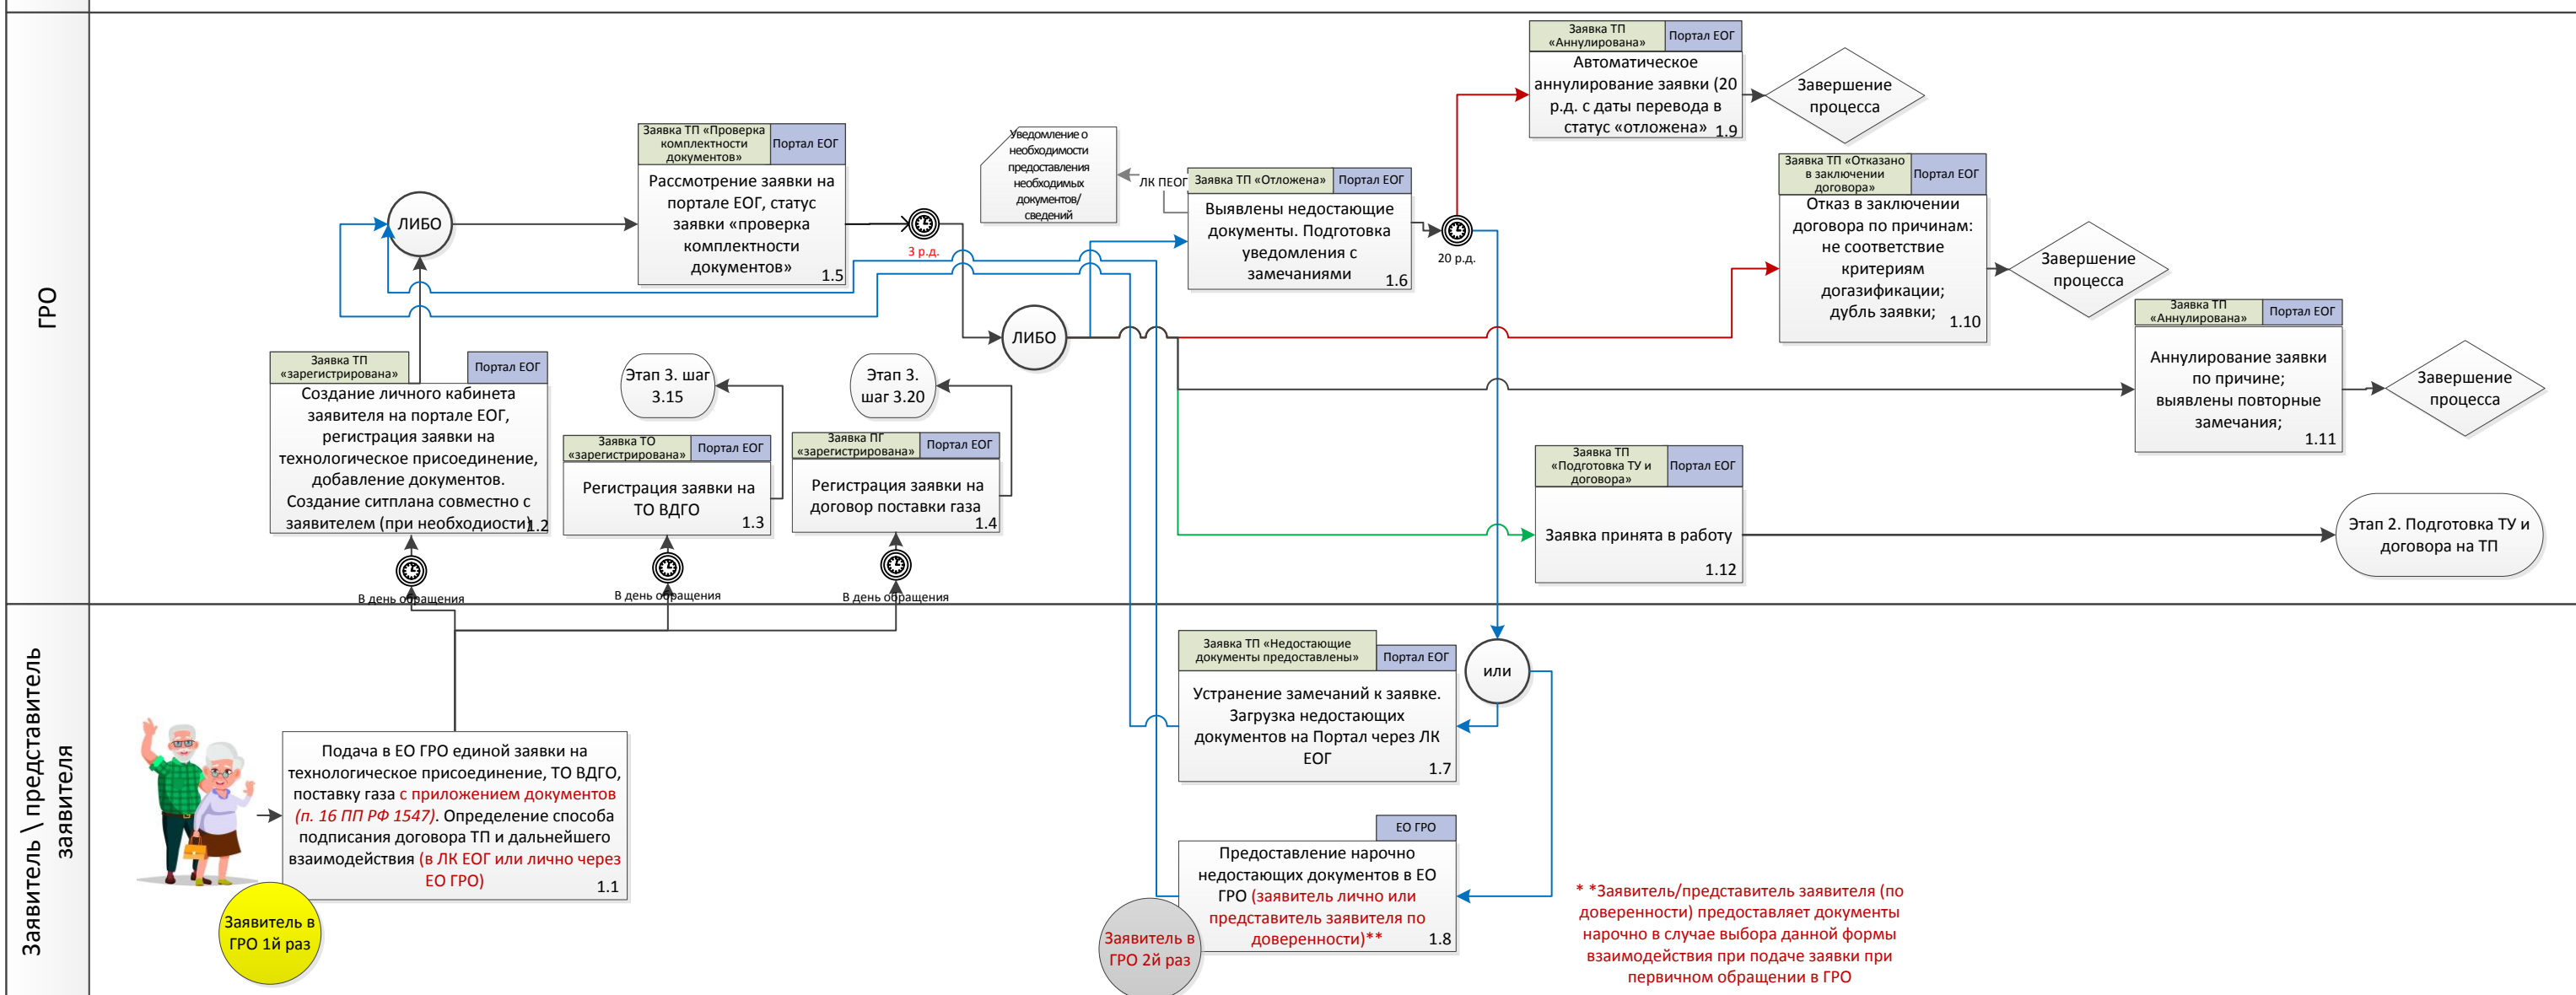 ГРО
Заявка ТП
«Аннулирована»
Портал ЕОГ
Автоматическое
аннулирование заявки (20
р.д. с даты перевода в
статус «отложена»
1.9
Завершение
процесса
Заявка ТП «Проверка
комплектности
документов»
Портал ЕОГ
Рассмотрение заявки на
портале ЕОГ, статус
заявки «проверка
комплектности
документов»
1.5
ЛИБО
3 р.д.
Уведомление о
необходимости
предоставления
необходимых
документов/
сведений
ЛК ПЕОГ
Заявка ТП «Отложена»
Портал ЕОГ
Выявлены недостающие
документы. Подготовка
уведомления с
замечаниями
1.6
20 р.д.
Заявка ТП «Отказано
в заключении
договора»
Портал ЕОГ
Отказ в заключении
договора по причинам:
не соответствие
критериям
догазификации;
дубль заявки;
1.10
Завершение
процесса
ЛИБО
Заявка ТП
«Аннулирована»
Портал ЕОГ
Аннулирование заявки
по причине;
выявлены повторные
замечания;
1.11
Завершение
процесса
Заявка ТП
«зарегистрирована»
Портал ЕОГ
Создание личного кабинета
заявителя на портале ЕОГ,
регистрация заявки на
технологическое присоединение,
добавление документов.
Создание ситплана совместно с
заявителем (при необходиости)
1.2
В день обращения
Этап 3. шаг
3.15
Заявка ТО
«зарегистрирована»
Портал ЕОГ
Регистрация заявки на
ТО ВДГО
1.3
В день обращения
Этап 3.
шаг 3.20
Заявка ПГ
«зарегистрирована»
Портал ЕОГ
Регистрация заявки на
договор поставки газа
1.4
В день обращения
Заявка ТП
«Подготовка ТУ и
договора»
Портал ЕОГ
Заявка принята в работу
1.12
Этап 2. Подготовка ТУ и
договора на ТП
Заявитель \ представитель
заявителя
Подача в ЕО ГРО единой заявки на
технологическое присоединение, ТО ВДГО,
поставку газа с приложением документов
(п. 16 ПП РФ 1547). Определение способа
подписания договора ТП и дальнейшего
взаимодействия (в ЛК ЕОГ или лично через
ЕО ГРО)
1.1
Заявитель в
ГРО 1й раз
Заявка ТП «Недостающие
документы предоставлены»
Портал ЕОГ
Устранение замечаний к заявке.
Загрузка недостающих
документов на Портал через ЛК
ЕОГ
1.7
или
ЕО ГРО
Предоставление нарочно
недостающих документов в ЕО
ГРО (заявитель лично или
представитель заявителя по
доверенности)**
1.8
Заявитель в
ГРО 2й раз
* *Заявитель/представитель заявителя (по
доверенности) предоставляет документы
нарочно в случае выбора данной формы
взаимодействия при подаче заявки при
первичном обращении в ГРО